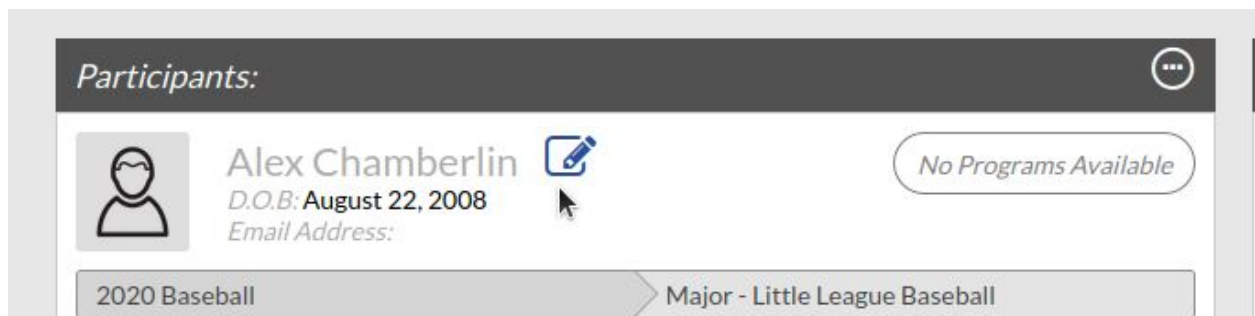 Participants:
Alex Chamberlin
No Programs Available
D.O.B: August 22, 2008
Email Address:
2020 Baseball
Major - Little League Baseball